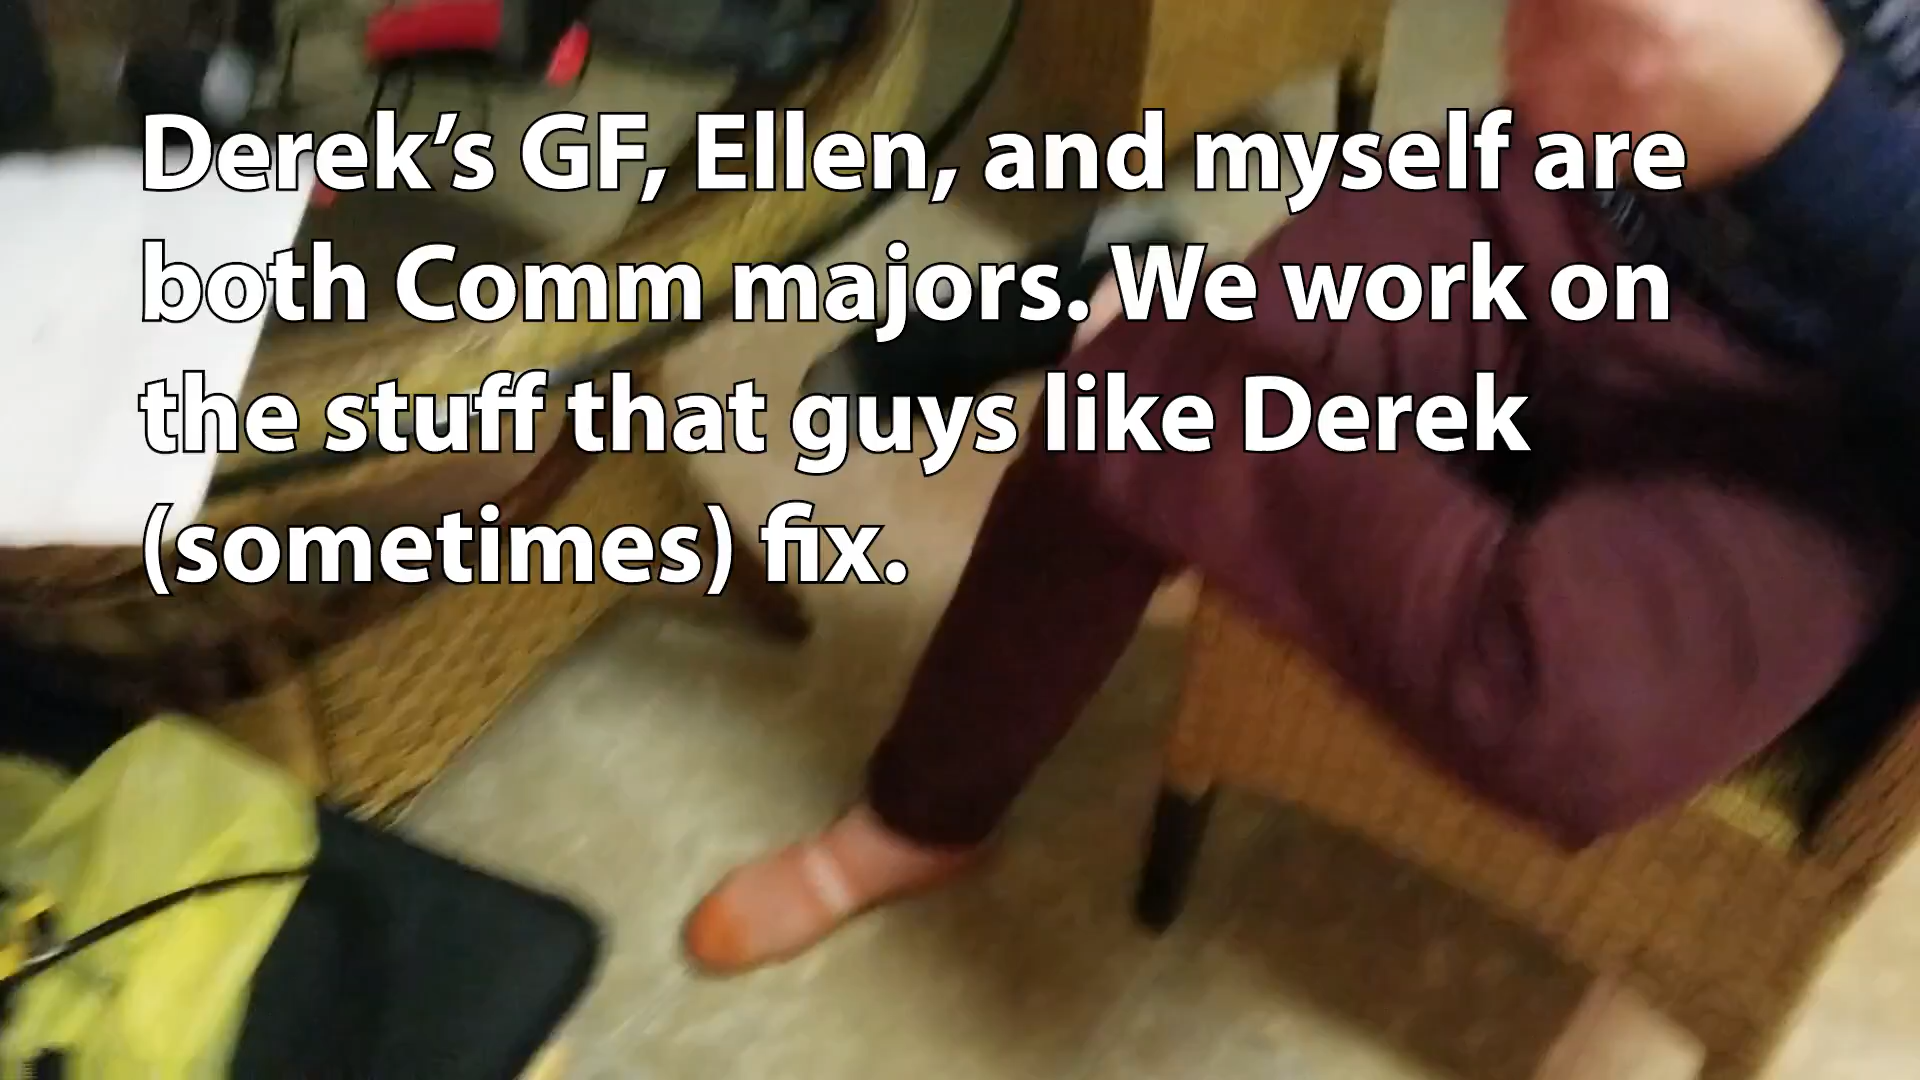 Derek’s GF, Ellen, and myself are
both Comm majors. We work on
the stuff that guys like Derek
(sometimes) fix.